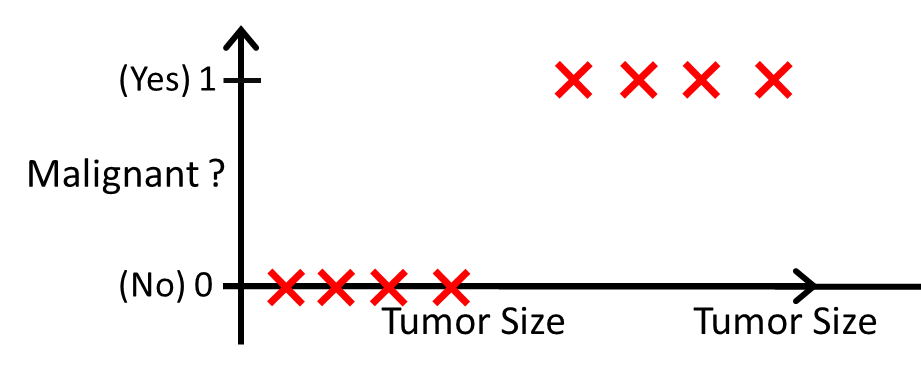 (Yes) 1
Malignant ?
(No) 0
Tumor Size
Tumor Size